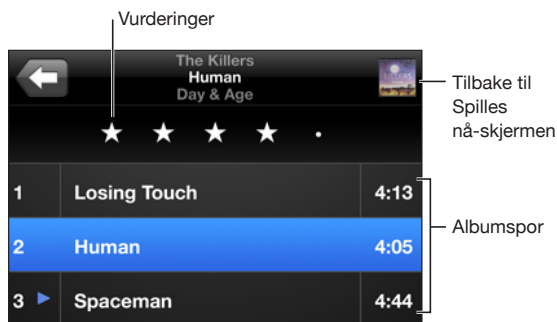 Vurderinger
The Killers
Human
Day & Age
Tilbake til
Spilles
nå-skjermen
1 Losing Touch 4:13
2 Human 4:05
3 Spaceman 4:44
Albumspor